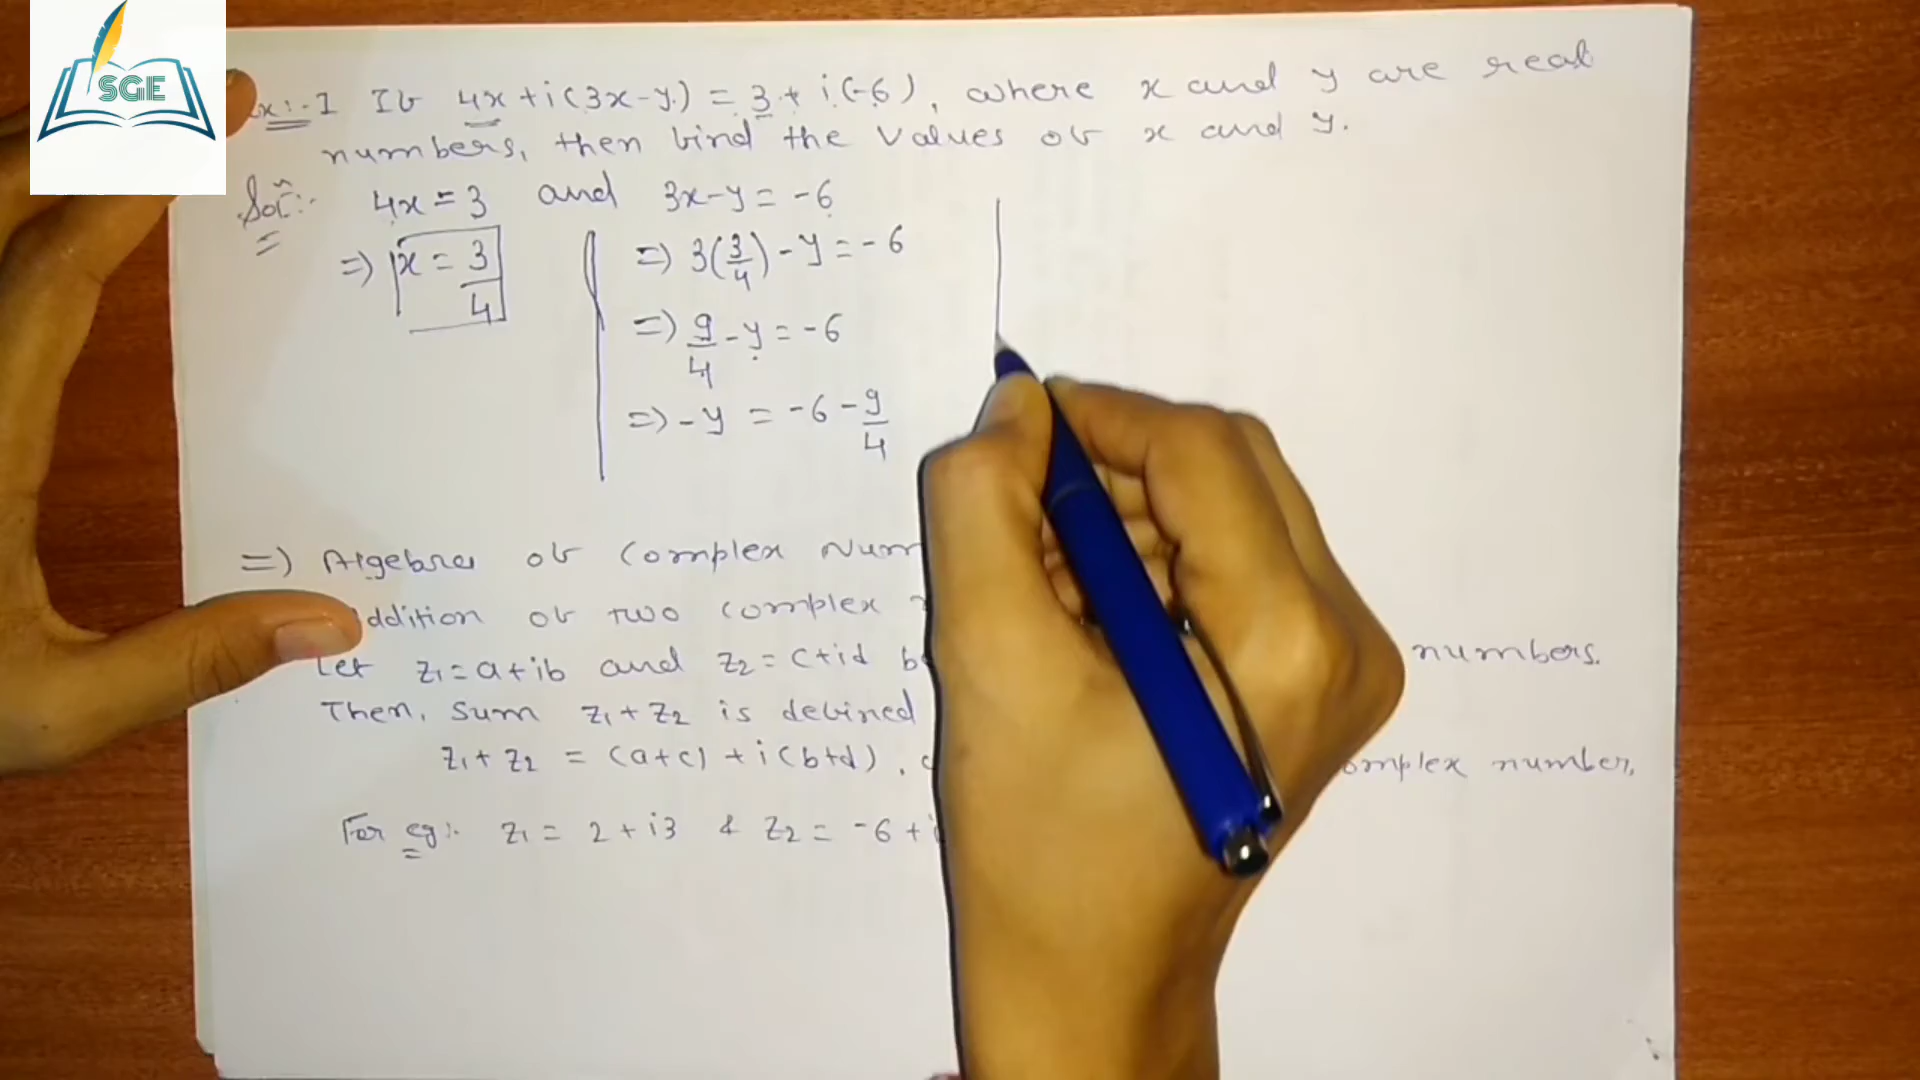 SGE
Ex:-1 If 4x + i(3x-y) = 3 + i(-6), where x and y are real
numbers, then find the values of x and y.
Sol:- 4x = 3 and 3x-y = -6
=) x = 3/4
=) 3(3/4) - y = -6
=) 9/4 - y = -6
=) -y = -6 - 9/4
=) Algebra of Complex Num
ddition of two complex
Let z1 = a+ib and z2 = c+id be numbers.
Then, sum z1+z2 is defined
z1+z2 = (a+c) + i(b+d), omplex number.
For eg:- z1 = 2 + i3 & z2 = -6 + i